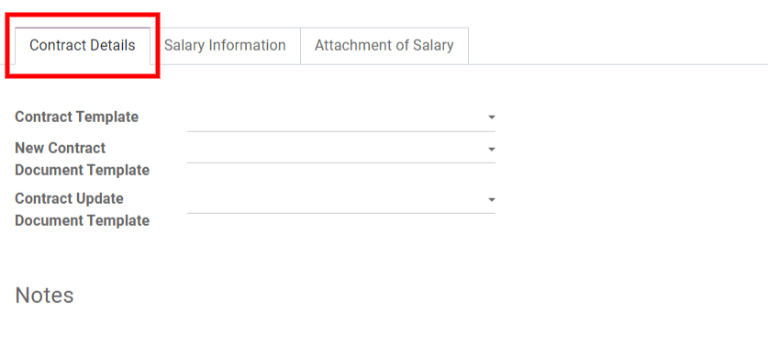 Contract Details Salary Information Attachment of Salary
Contract Template
New Contract
Document Template
Contract Update
Document Template
Notes